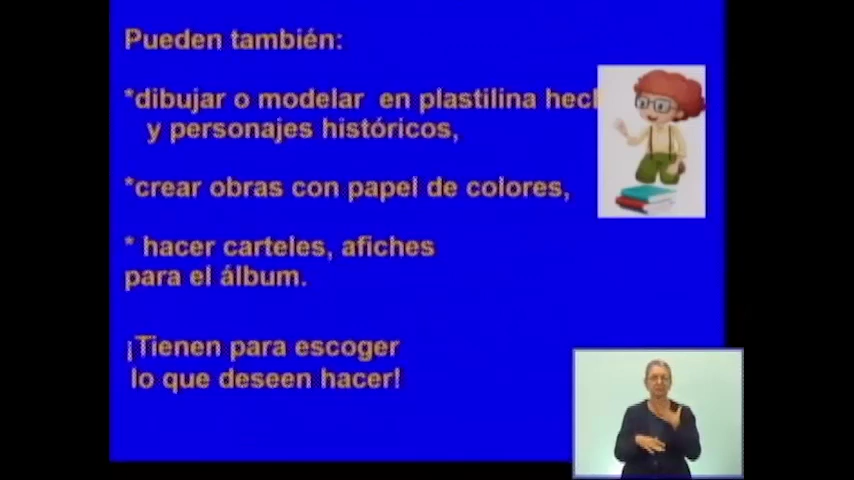 Pueden también:
*dibujar o modelar en plastilina
y personajes históricos,
*crear obras con papel de colores,
* hacer carteles, afiches
para el álbum.
¡Tienen para escoger
lo que deseen hacer!